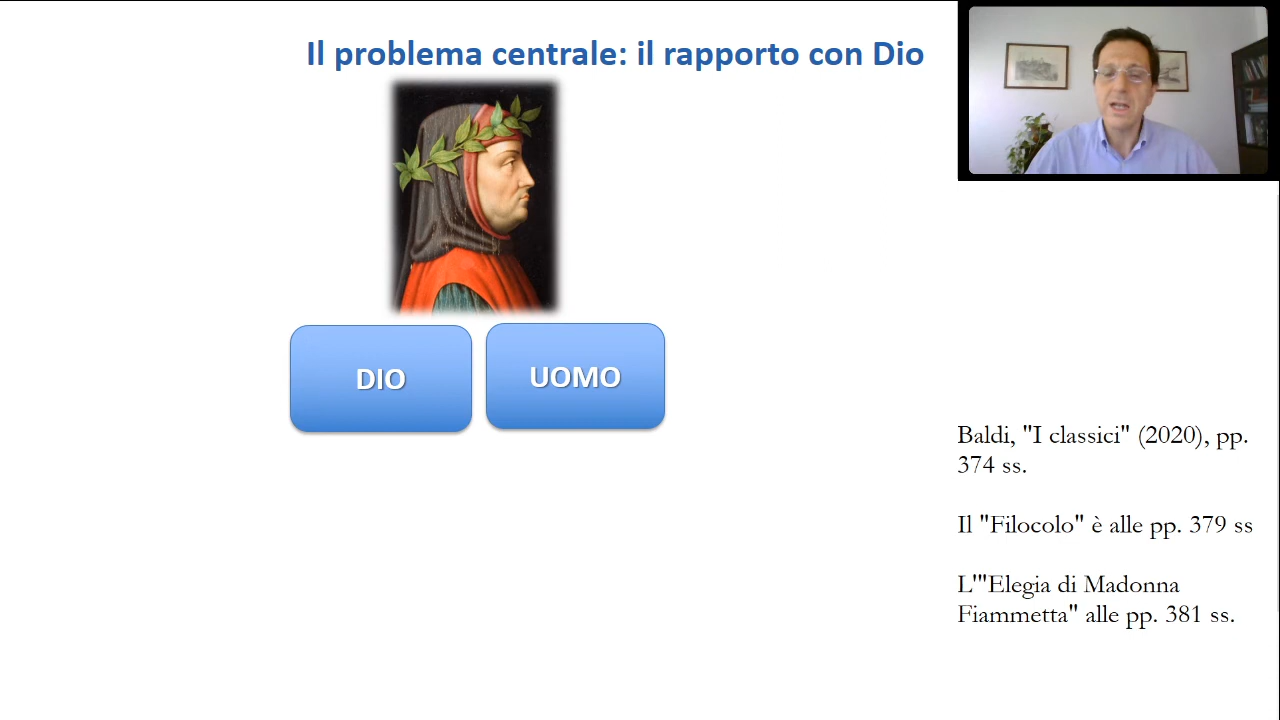 Il problema centrale: il rapporto con Dio
DIO
UOMO
Baldi, "I classici" (2020), pp.
374 ss.
Il "Filocolo" è alle pp. 379 ss
L'"Elegia di Madonna
Fiammetta" alle pp. 381 ss.